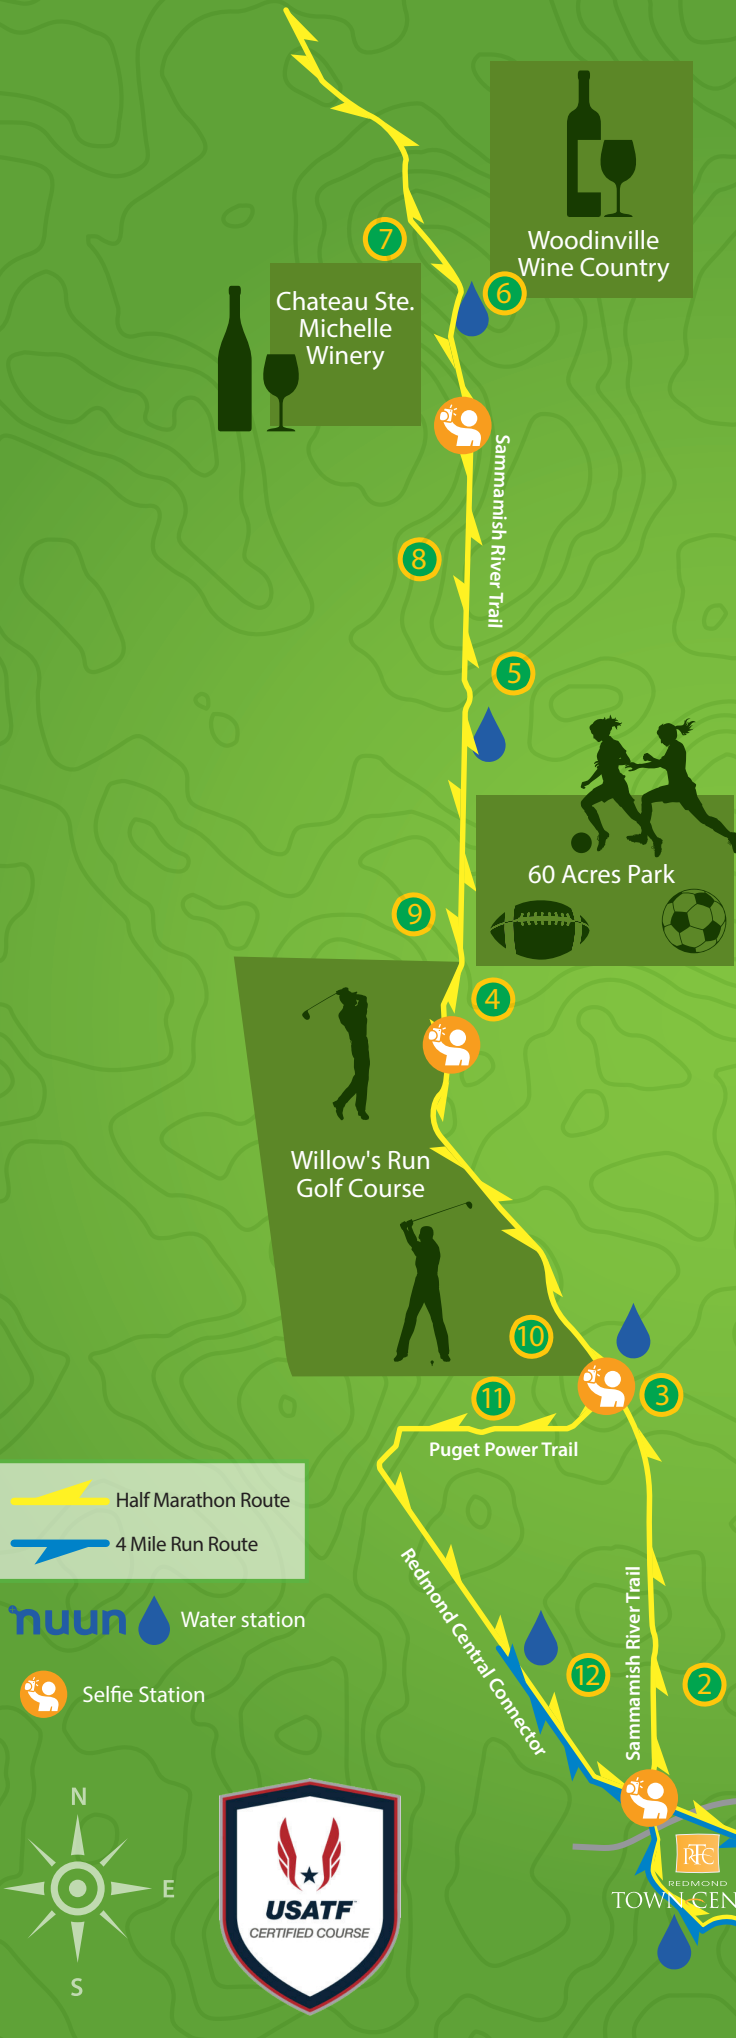 Woodinville
Wine Country
7
6
Chateau Ste.
Michelle
Winery
Sammamish River Trail
8
5
60 Acres Park
9
4
Willow's Run
Golf Course
10
3
11
Puget Power Trail
Half Marathon Route
4 Mile Run Route
nuun
Water station
Selfie Station
Redmond Central Connector
Sammamish River Trail
12
2
N
E
S
USATF
CERTIFIED COURSE
RTC
REDMOND
TOWN CEN